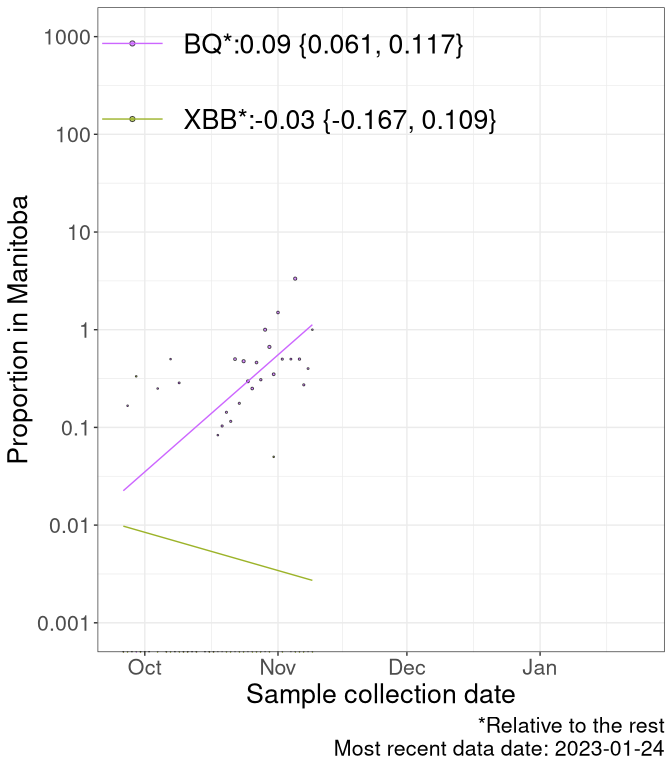 1000
BQ*:0.09 {0.061, 0.117}
XBB*:-0.03 {-0.167, 0.109}
100
10
1
0.1
0.01
0.001
Proportion in Manitoba
Oct Nov Dec Jan
Sample collection date
*Relative to the rest
Most recent data date: 2023-01-24